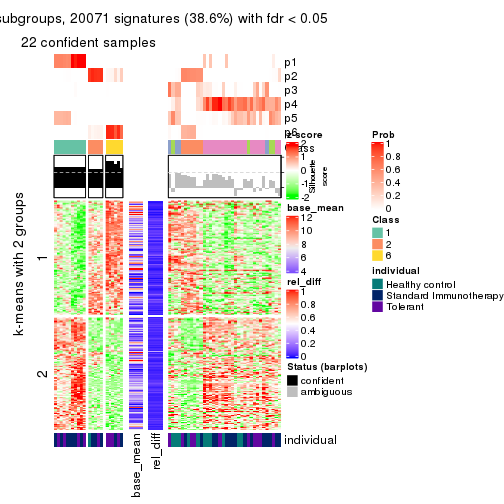 subgroups, 20071 signatures (38.6%) with fdr < 0.05
22 confident samples
p1
p2
p3
p4
p5
p6
Class
z-score
2
1
0
-1
-2
Silhouette
score
k-means with 2 groups
1
2
base_mean
12
10
8
6
4
rel_diff
1
0.8
0.6
0.4
0.2
0
Status (barplots)
confident
ambiguous
Prob
1
0.8
0.6
0.4
0.2
0
Class
1
2
6
individual
Healthy control
Standard Immunotherapy
Tolerant
individual
base_mean
rel_diff